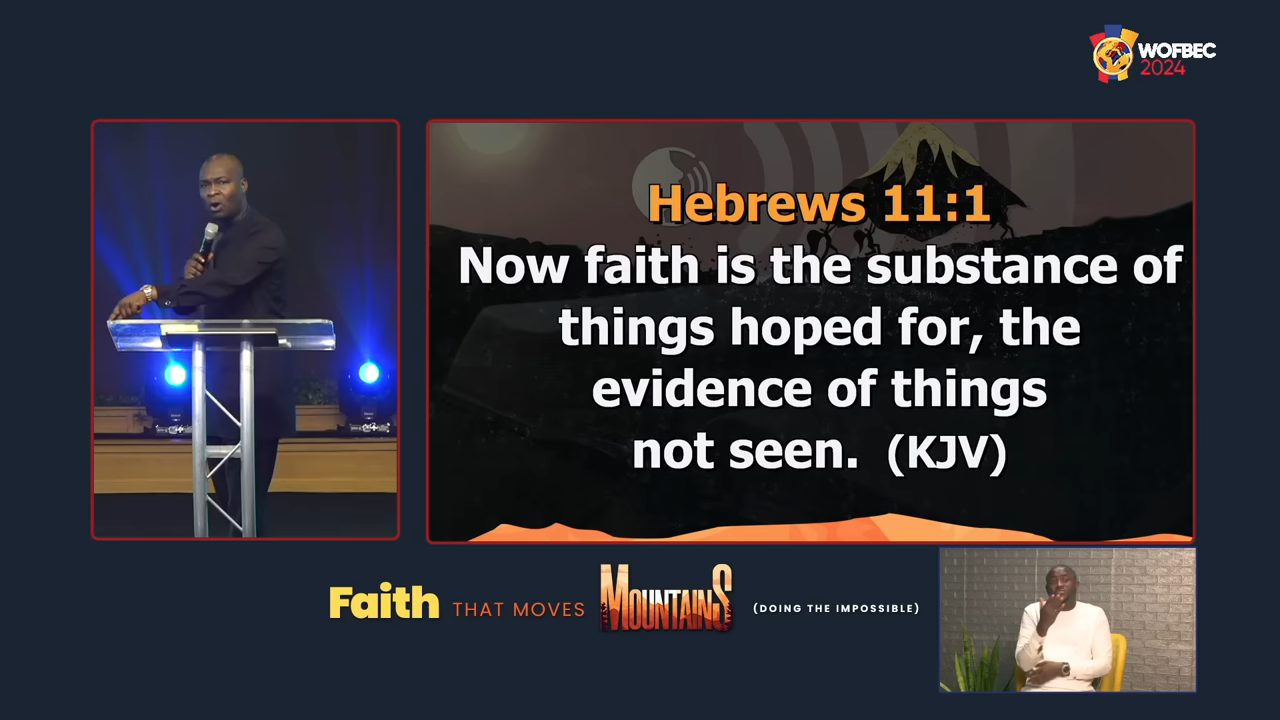 WOFBEC
2024
Hebrews 11:1
Now faith is the substance of
things hoped for, the
evidence of things
not seen. (KJV)
Faith THAT MOVES MOUNTAINS (DOING THE IMPOSSIBLE)